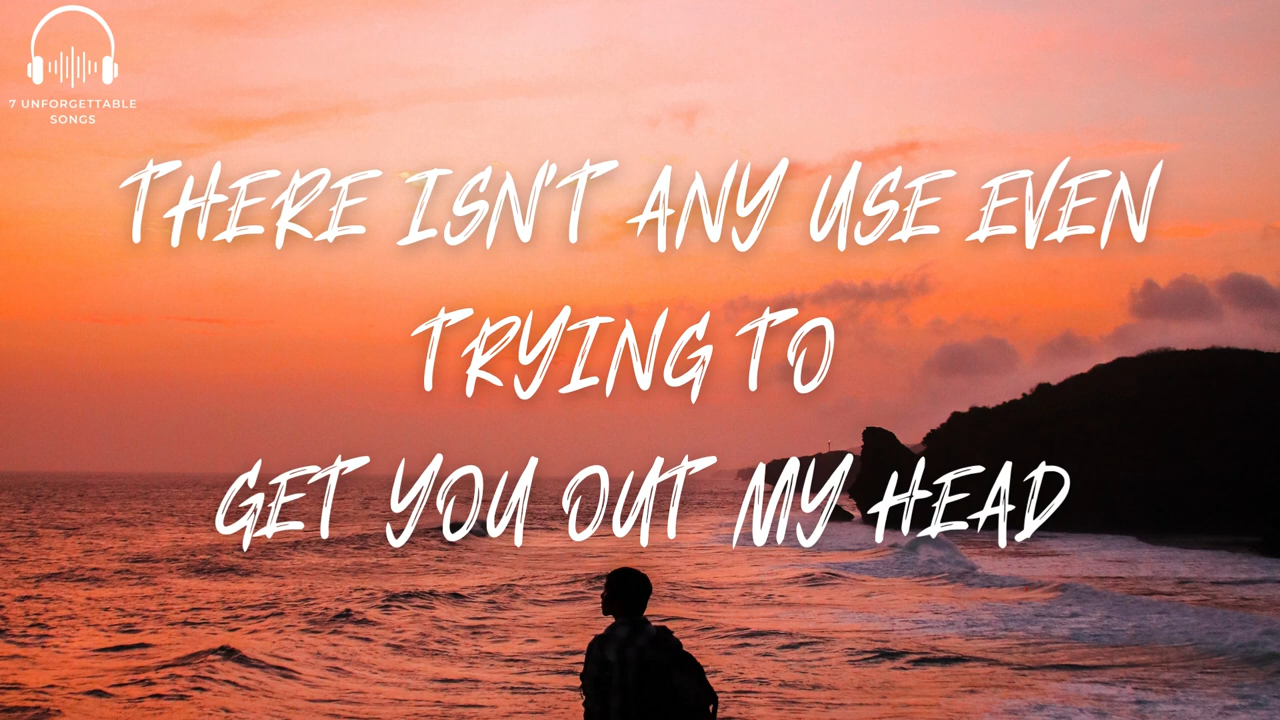 7 UNFORGETTABLE
SONGS
THERE ISN'T ANY USE EVEN
TRYING TO
GET YOU OUT MY HEAD